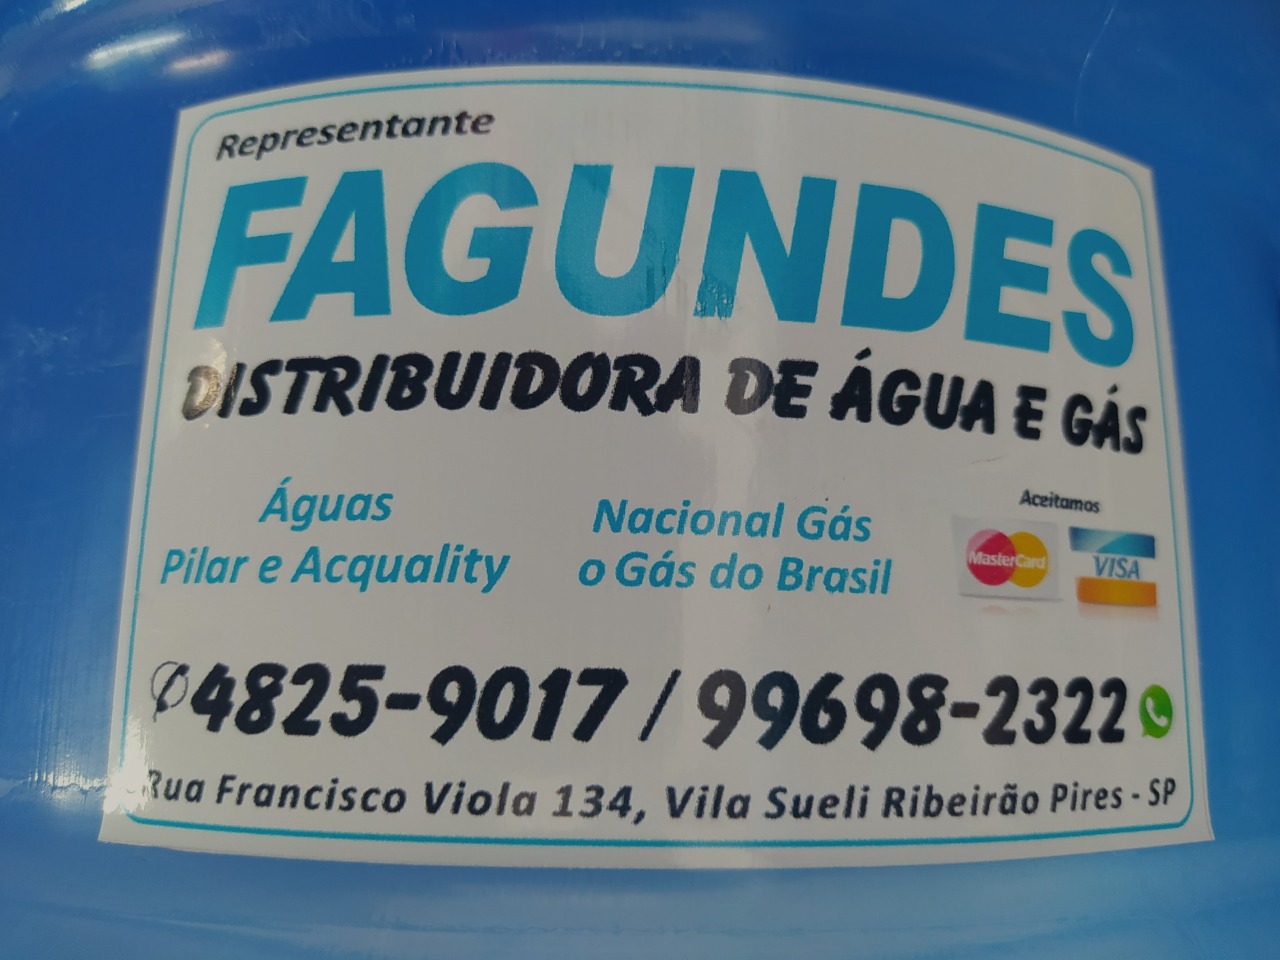 Representante
FAGUNDES
DISTRIBUIDORA DE ÁGUA E GÁS
Águas
Pilar e Acquality
Nacional Gás
o Gás do Brasil
Aceitamos
MasterCard
VISA
4825-9017 / 99698-2322
Rua Francisco Viola 134, Vila Sueli Ribeirão Pires - SP